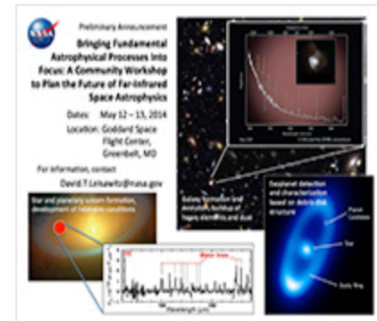 NASA
Preliminary Announcement
Bringing Fundamental
Astrophysical Processes Into
Focus: A Community Workshop
to Plan the Future of Far-Infrared
Space Astrophysics
Dates: May 12 – 13, 2014
Location: Goddard Space
Flight Center,
Greenbelt, MD
For information, contact
David.T.Leisawitz@nasa.gov
Star and planetary system formation,
development of habitable conditions
Galaxy formation and
evolution, buildup of
heavy elements and dust
Exoplanet detection
and characterization
based on debris disk
structure
Star
Dusty Ring
Water lines
Wavelength (μm)